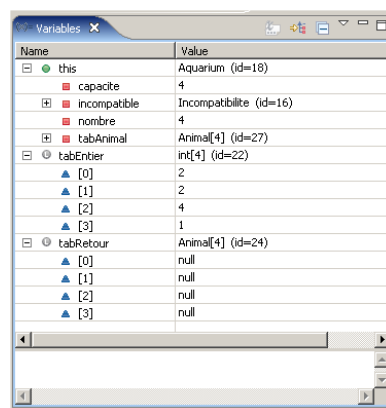 Variables
Name Value
this Aquarium (id=18)
capacite 4
incompatible Incompatibilite (id=16)
nombre 4
tabAnimal Animal[4] (id=27)
tabEntier int[4] (id=22)
[0] 2
[1] 2
[2] 4
[3] 1
tabRetour Animal[4] (id=24)
[0] null
[1] null
[2] null
[3] null